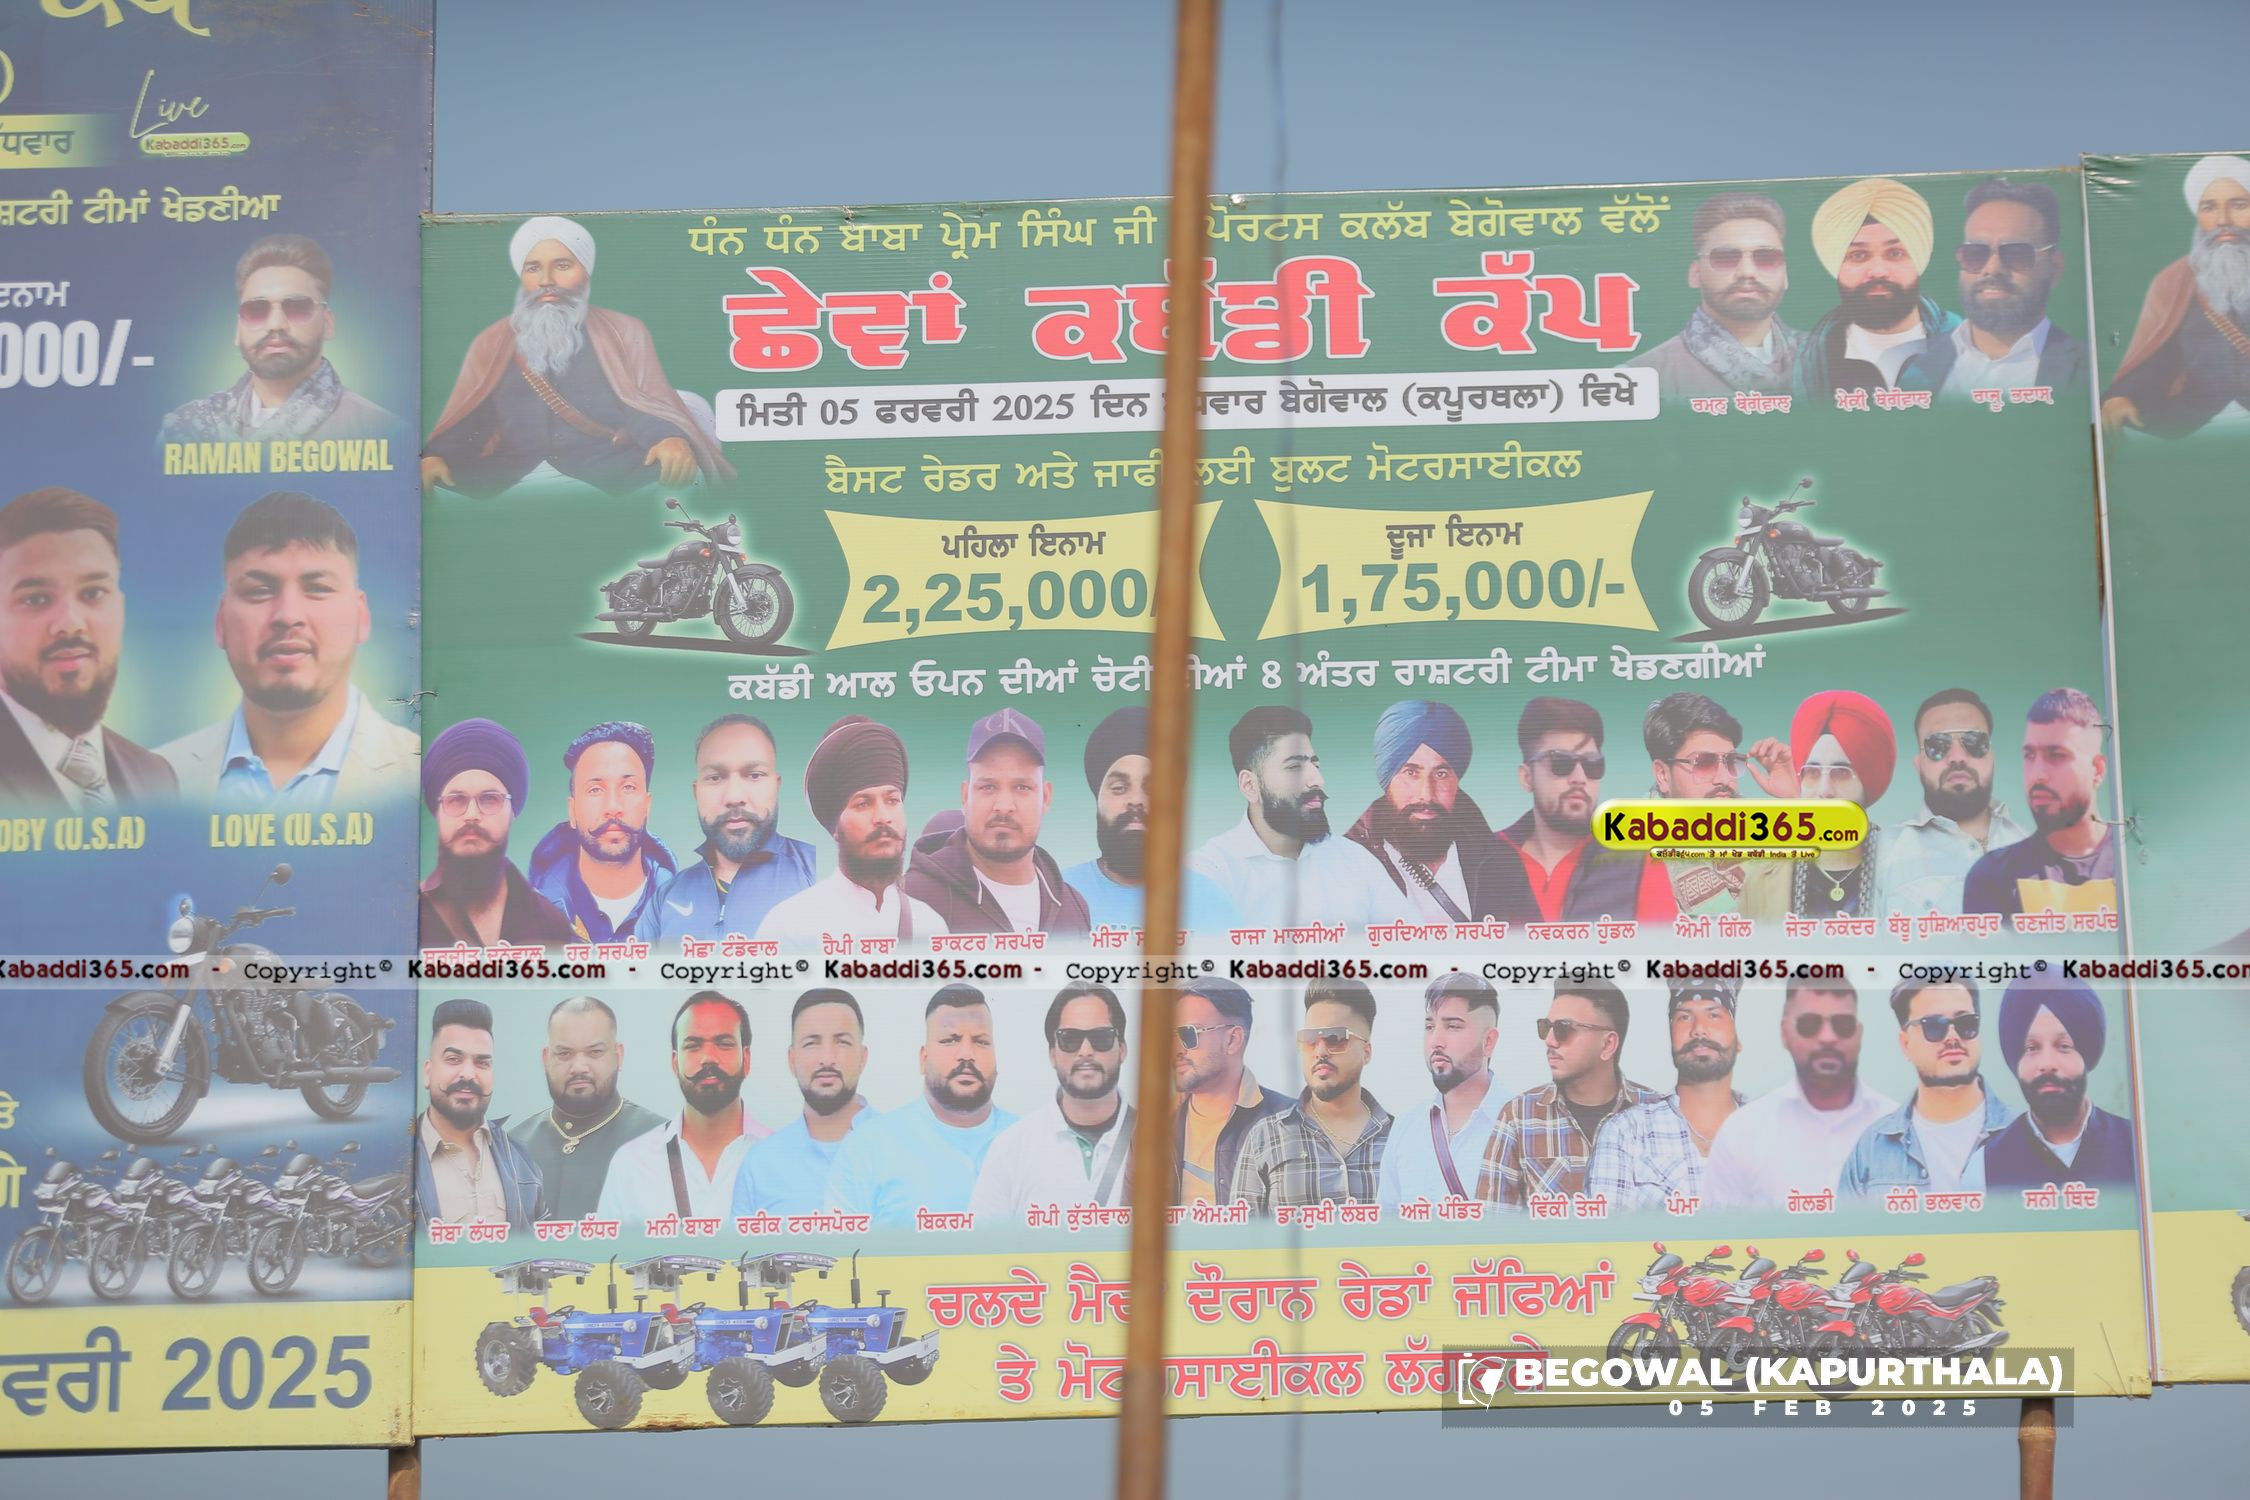 Live
Kabaddi365.com
ਸ਼ਟਰੀ ਟੀਮਾਂ ਖੇਡਣੀਆ
000/-
RAMAN BEGOWAL
OBY (U.S.A) LOVE (U.S.A)
ਵਰੀ 2025
ਧੰਨ ਧੰਨ ਬਾਬਾ ਪ੍ਰੇਮ ਸਿੰਘ ਜੀ ਪੋਰਟਸ ਕਲੱਬ ਬੇਗੋਵਾਲ ਵੱਲੋਂ
ਛੇਵਾਂ ਕਬੱਡੀ ਕੱਪ
ਮਿਤੀ 05 ਫਰਵਰੀ 2025 ਦਿਨ ਧਵਾਰ ਬੇਗੋਵਾਲ (ਕਪੂਰਥਲਾ) ਵਿਖੇ
ਰਮਨ ਬੇਗੋਵਾਲ ਮੇਕੀ ਬੇਗੋਵਾਲ ਰਾਜੂ ਭਦਾਸ
ਬੈਸਟ ਰੇਡਰ ਅਤੇ ਜਾਫੀ ਲਈ ਬੁਲਟ ਮੋਟਰਸਾਈਕਲ
ਪਹਿਲਾ ਇਨਾਮ ਦੂਜਾ ਇਨਾਮ
2,25,000/ 1,75,000/-
ਕਬੱਡੀ ਆਲ ਓਪਨ ਦੀਆਂ ਚੋਟੀ ਦੀਆਂ 8 ਅੰਤਰ ਰਾਸ਼ਟਰੀ ਟੀਮਾ ਖੇਡਣਗੀਆਂ
Kabaddi365.com
ਹਰ ਸਰਪੰਚ ਮੇਛਾ ਟੰਡੋਵਾਲ ਹੈਪੀ ਬਾਬਾ ਡਾਕਟਰ ਸਰਪੰਚ ਮੀਤਾ ਰਾਜਾ ਮਾਲਸੀਆਂ ਗੁਰਦਿਆਲ ਸਰਪੰਚ ਨਵਕਰਨ ਹੁੰਡਲ ਐਮੀ ਗਿੱਲ ਜੋਤਾ ਨਕੋਦਰ ਬੱਬੂ ਹੁਸ਼ਿਆਰਪੁਰ ਰਣਜੀਤ ਸਰਪੰਚ
Kabaddi365.com - Copyright© Kabaddi365.com - Copyright© Kabaddi365.com - Copyright© Kabaddi365.com - Copyright© Kabaddi365.com - Copyright© Kabaddi365.com
ਜੇਬਾ ਲੱਧਰ ਰਾਣਾ ਲੱਧਰ ਮਨੀ ਬਾਬਾ ਰਫੀਕ ਟਰਾਂਸਪੋਰਟ ਬਿਕਰਮ ਗੋਪੀ ਕੁੱਤੀਵਾਲ ਗਾ ਐਮ:ਸੀ ਡਾ.ਸੁਖੀ ਲੰਬਰ ਅਜੇ ਪੰਡਿਤ ਵਿੱਕੀ ਤੇਜੀ ਪੰਮਾ ਗੋਲਡੀ ਨੰਨੀ ਭਲਵਾਨ ਸਨੀ ਥਿੰਦ
ਚਲਦੇ ਮੈਚ ਦੌਰਾਨ ਰੇਡਾਂ ਜੱਫਿਆਂ
ਤੇ ਮੋਟਰਸਾਈਕਲ ਲੱਗਣਗੇ
BEGOWAL (KAPURTHALA)
05 FEB 2025